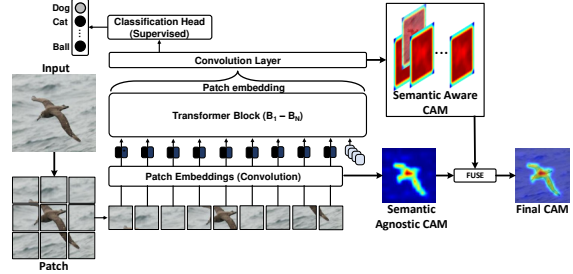 Dog
Cat
Ball
Classification Head
(Supervised)
Convolution Layer
Input
Patch embedding
Transformer Block (B1 – BN)
Semantic Aware
CAM
Patch Embeddings (Convolution)
FUSE
Semantic
Agnostic CAM
Final CAM
Patch